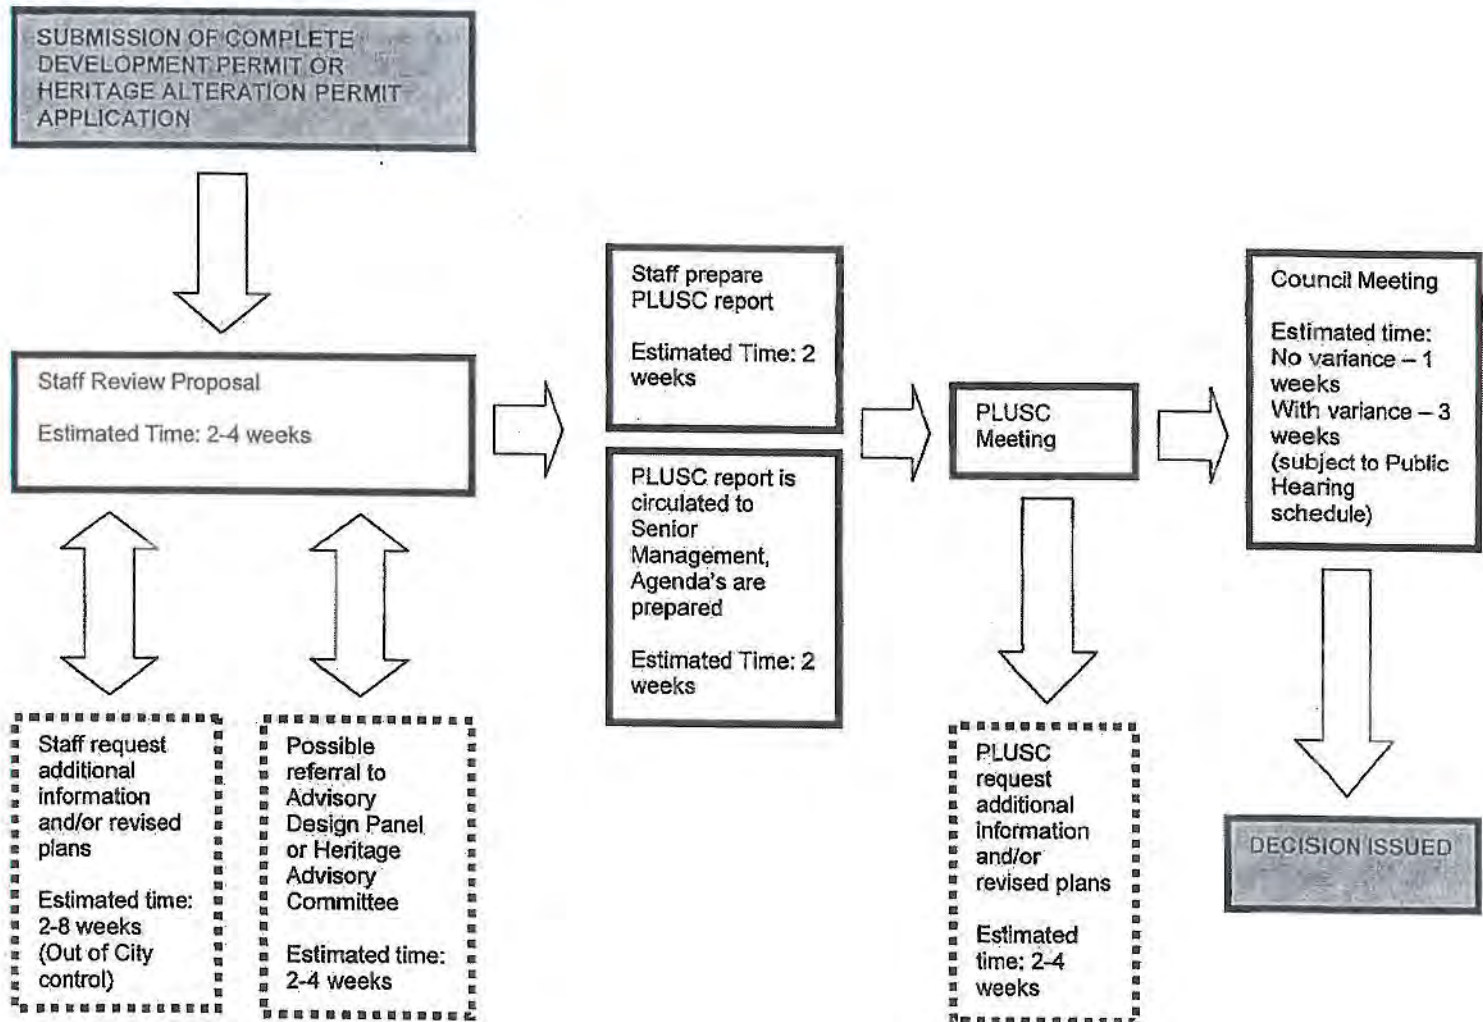 SUBMISSION OF COMPLETE
DEVELOPMENT PERMIT OR
HERITAGE ALTERATION PERMIT
APPLICATION
Staff Review Proposal
Estimated Time: 2-4 weeks
Staff request
additional
information
and/or revised
plans
Estimated time:
2-8 weeks
(Out of City
control)
Possible
referral to
Advisory
Design Panel
or Heritage
Advisory
Committee
Estimated time:
2-4 weeks
Staff prepare
PLUSC report
Estimated Time: 2
weeks
PLUSC report is
circulated to
Senior
Management,
Agenda's are
prepared
Estimated Time: 2
weeks
PLUSC
Meeting
PLUSC
request
additional
information
and/or
revised plans
Estimated
time: 2-4
weeks
Council Meeting
Estimated time:
No variance – 1
weeks
With variance – 3
weeks
(subject to Public
Hearing
schedule)
DECISION ISSUED